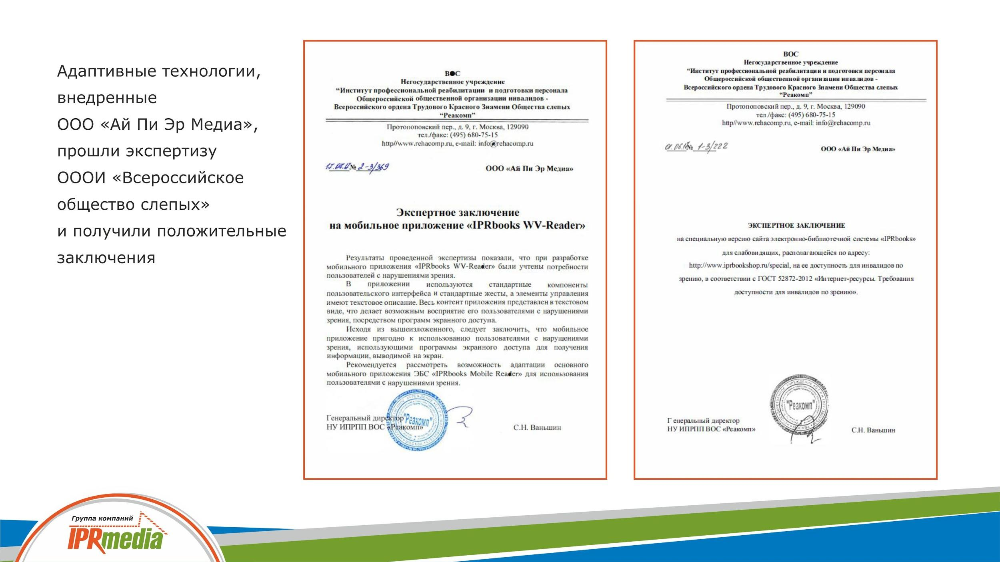 Адаптивные технологии,
внедренные
ООО «Ай Пи Эр Медиа»,
прошли экспертизу
ОООИ «Всероссийское
общество слепых»
и получили положительные
заключения
ВОС
Негосударственное учреждение
“Институт профессиональной реабилитации и подготовки персонала
Общероссийской общественной организации инвалидов -
Всероссийского ордена Трудового Красного Знамени Общества слепых
“Реакомп”
Протопоповский пер., д. 9, г. Москва, 129090
тел./факс: (495) 680-75-15
http//www.rehacomp.ru, e-mail: info@rehacomp.ru
№ 2-3/369
ООО «Ай Пи Эр Медиа»
Экспертное заключение
на мобильное приложение «IPRbooks WV-Reader»
Результаты проведенной экспертизы показали, что при разработке
мобильного приложения «IPRbooks WV-Reader» были учтены потребности
пользователей с нарушениями зрения.
В приложении используются стандартные компоненты
пользовательского интерфейса и стандартные жесты, а элементы управления
имеют текстовое описание. Весь контент приложения представлен в текстовом
виде, что делает возможным восприятие его пользователями с нарушениями
зрения, посредством программ экранного доступа.
Исходя из вышеизложенного, следует заключить, что мобильное
приложение пригодно к использованию пользователями с нарушениями
зрения, использующими программы экранного доступа для получения
информации, выводимой на экран.
Рекомендуется рассмотреть возможность адаптации основного
мобильного приложения ЭБС «IPRbooks Mobile Reader» для использования
пользователями с нарушениями зрения.
Генеральный директор
НУ ИПРПП ВОС «Реакомп»
"Реакомп"
С.Н. Ваньшин
ВОС
Негосударственное учреждение
“Институт профессиональной реабилитации и подготовки персонала
Общероссийской общественной организации инвалидов -
Всероссийского ордена Трудового Красного Знамени Общества слепых
“Реакомп”
Протопоповский пер., д. 9, г. Москва, 129090
тел./факс: (495) 680-75-15
http//www.rehacomp.ru, e-mail: info@rehacomp.ru
№ 1-3/222
ООО «Ай Пи Эр Медиа»
ЭКСПЕРТНОЕ ЗАКЛЮЧЕНИЕ
на специальную версию сайта электронно-библиотечной системы «IPRbooks»
для слабовидящих, располагающейся по адресу:
http://www.iprbookshop.ru/special, на ее доступность для инвалидов по
зрению, в соответствии с ГОСТ 52872-2012 «Интернет-ресурсы. Требования
доступности для инвалидов по зрению».
Генеральный директор
НУ ИПРПП ВОС «Реакомп»
"Реакомп"
С.Н. Ваньшин
Группа компаний
IPRmedia